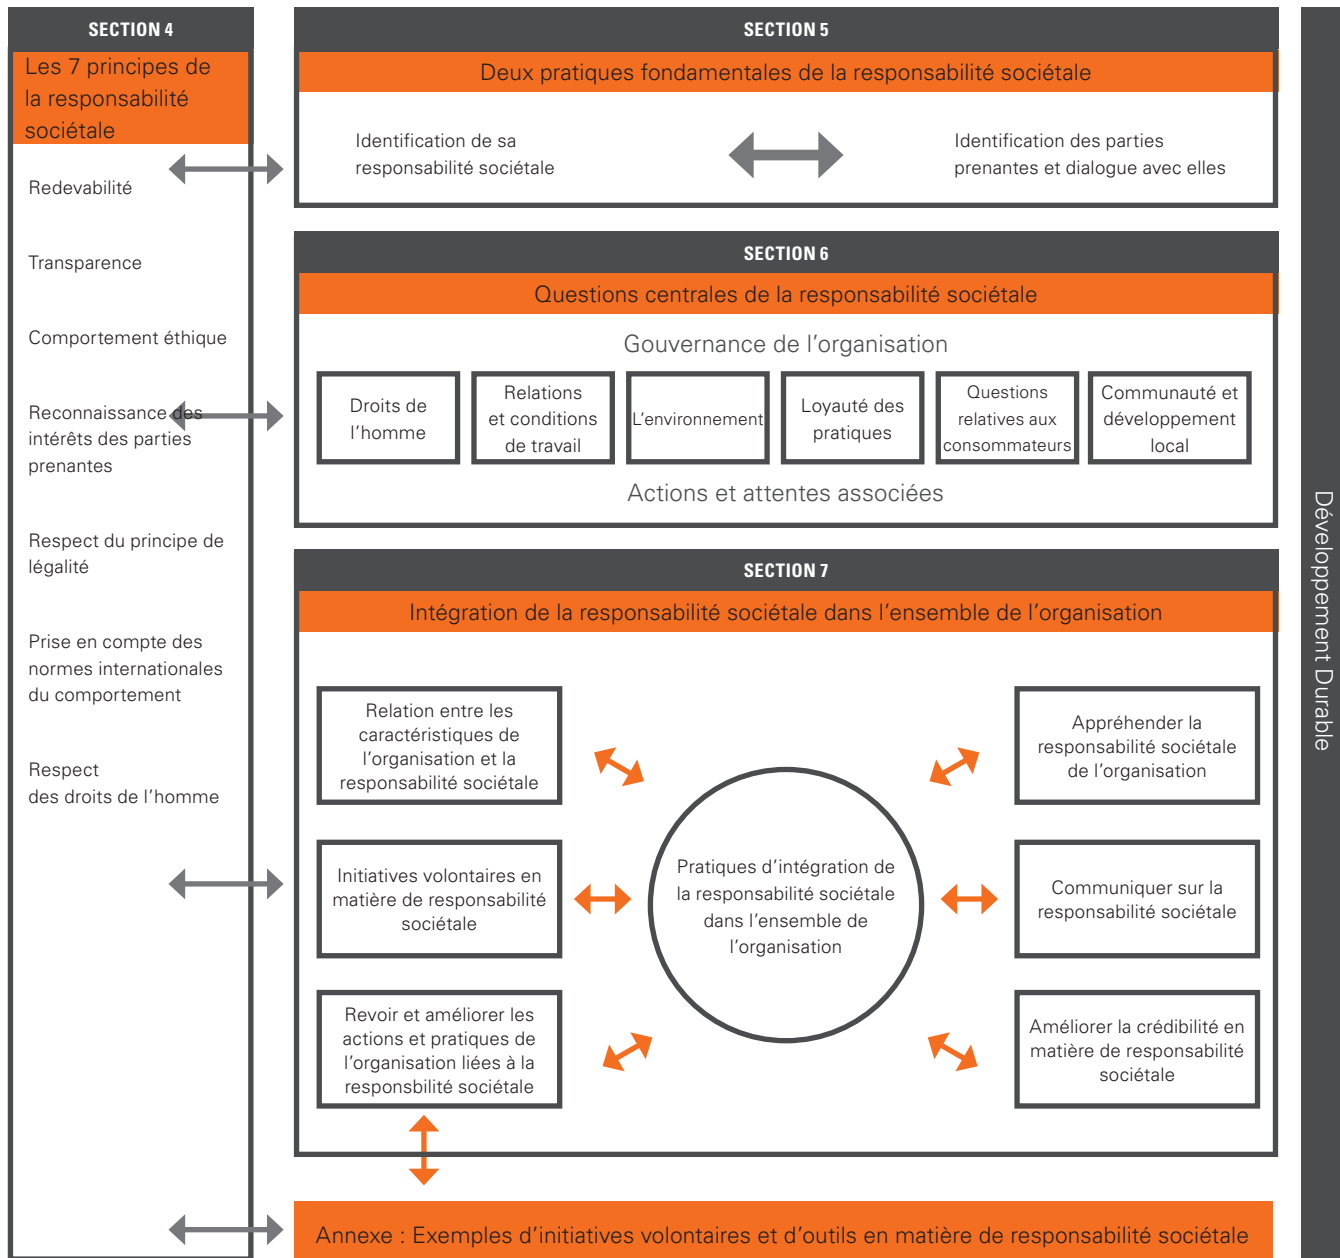 SECTION 4
Les 7 principes de
la responsabilité
sociétale
Redevabilité
Transparence
Comportement éthique
Reconnaissance des
intérêts des parties
prenantes
Respect du principe de
légalité
Prise en compte des
normes internationales
du comportement
Respect
des droits de l'homme
SECTION 5
Deux pratiques fondamentales de la responsabilité sociétale
Identification de sa
responsabilité sociétale
Identification des parties
prenantes et dialogue avec elles
SECTION 6
Questions centrales de la responsabilité sociétale
Gouvernance de l'organisation
Droits de
l'homme
Relations
et conditions
de travail
L'environnement
Loyauté des
pratiques
Questions
relatives aux
consommateurs
Communauté et
développement
local
Actions et attentes associées
SECTION 7
Intégration de la responsabilité sociétale dans l'ensemble de l'organisation
Relation entre les
caractéristiques de
l'organisation et la
responsabilité sociétale
Initiatives volontaires en
matière de responsabilité
sociétale
Revoir et améliorer les
actions et pratiques de
l'organisation liées à la
responsbilité sociétale
Pratiques d'intégration de
la responsabilité sociétale
dans l'ensemble de
l'organisation
Appréhender la
responsabilité sociétale
de l'organisation
Communiquer sur la
responsabilité sociétale
Améliorer la crédibilité en
matière de responsabilité
sociétale
Annexe : Exemples d'initiatives volontaires et d'outils en matière de responsabilité sociétale
Développement Durable